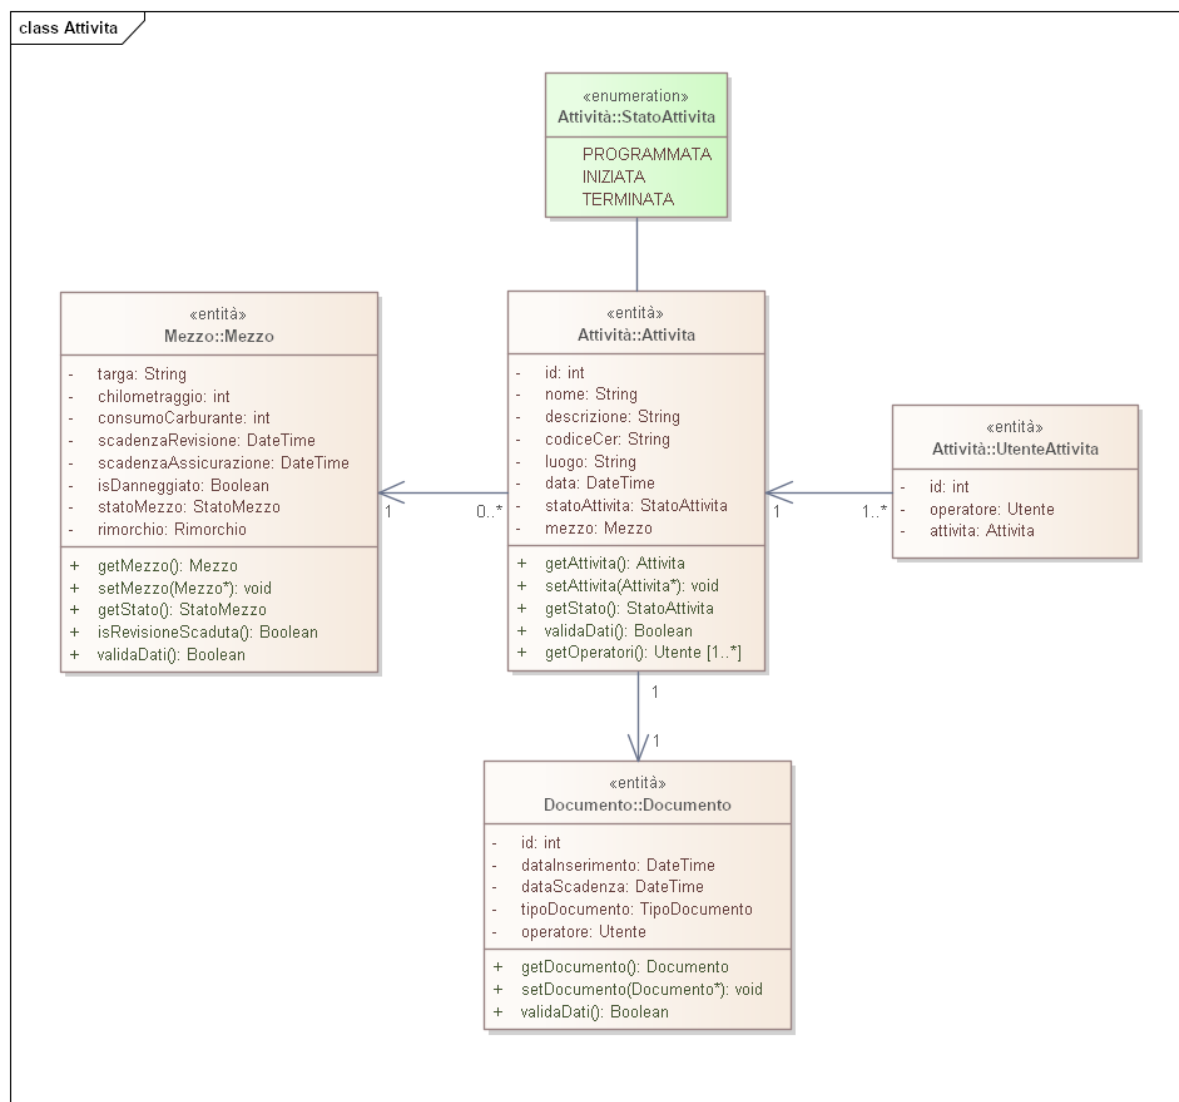 class Attivita
«enumeration»
Attività::StatoAttivita
PROGRAMMATA
INIZIATA
TERMINATA
«entità»
Mezzo::Mezzo
- targa: String
- chilometraggio: int
- consumoCarburante: int
- scadenzaRevisione: DateTime
- scadenzaAssicurazione: DateTime
- isDanneggiato: Boolean
- statoMezzo: StatoMezzo
- rimorchio: Rimorchio
+ getMezzo(): Mezzo
+ setMezzo(Mezzo*): void
+ getStato(): StatoMezzo
+ isRevisioneScaduta(): Boolean
+ validaDati(): Boolean
1
0..*
«entità»
Attività::Attivita
- id: int
- nome: String
- descrizione: String
- codiceCer: String
- luogo: String
- data: DateTime
- statoAttivita: StatoAttivita
- mezzo: Mezzo
+ getAttivita(): Attivita
+ setAttivita(Attivita*): void
+ getStato(): StatoAttivita
+ validaDati(): Boolean
+ getOperatori(): Utente [1..*]
1
1..*
«entità»
Attività::UtenteAttivita
- id: int
- operatore: Utente
- attivita: Attivita
1
1
«entità»
Documento::Documento
- id: int
- dataInserimento: DateTime
- dataScadenza: DateTime
- tipoDocumento: TipoDocumento
- operatore: Utente
+ getDocumento(): Documento
+ setDocumento(Documento*): void
+ validaDati(): Boolean